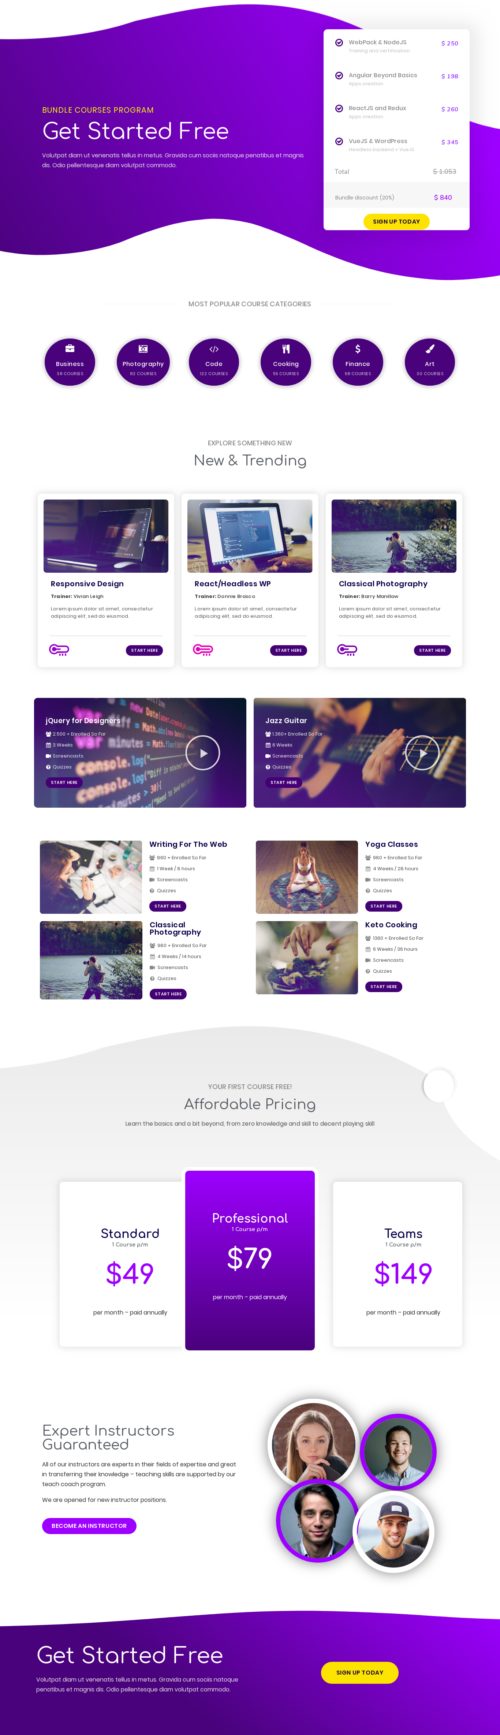 BUNDLE COURSES PROGRAM
Get Started Free
Volutpat diam ut venenatis tellus in metus. Gravida cum sociis natoque penatibus et magnis
dis. Odio pellentesque diam volutpat commodo.
WebPack & NodeJS
$ 250
Training and certification
Angular Beyond Basics
$ 198
Apps creation
ReactJS and Redux
$ 260
Apps creation
VueJS & WordPress
$ 345
Headless backend + VueJS
Total
$ 1.053
Bundle discount (20%)
$ 840
SIGN UP TODAY
MOST POPULAR COURSE CATEGORIES
Business
Photography
Code
Cooking
Finance
Art
COURSES
82 COURSES
122 COURSES
COURSES
COURSES
COURSES
EXPLORE SOMETHING NEW
New & Trending
Responsive Design
Trainer: Vivian Leigh
Lorem ipsum dolor sit amet, consectetur
adipiscing elit. sed do eiusmod.
START HERE
React/Headless WP
Trainer: Donnie Brasco
Lorem ipsum dolor sit amet, consectetur
adipiscing elit. sed do eiusmod.
START HERE
Classical Photography
Trainer: Barry Manilow
Lorem ipsum dolor sit amet, consectetur
adipiscing elit. sed do eiusmod.
START HERE
jQuery for Designers
2.500 + Enrolled So Far
3 Weeks
Screencasts
Quizzes
START HERE
var minutes = Math.
console.log(
Jazz Guitar
1.360+ Enrolled So Far
6 Weeks
Screencasts
Quizzes
START HERE
Writing For The Web
960 + Enrolled So Far
1 Week / 6 hours
Screencasts
Quizzes
START HERE
Yoga Classes
960 + Enrolled So Far
4 Weeks / 28 hours
Screencasts
Quizzes
START HERE
Classical
Photography
960 + Enrolled So Far
4 Weeks / 14 hours
Screencasts
Quizzes
START HERE
Keto Cooking
1380 + Enrolled So Far
6 Weeks / 36 hours
Screencasts
Quizzes
START HERE
YOUR FIRST COURSE FREE!
Affordable Pricing
Learn the basics and a bit beyond, from zero knowledge and skill to decent playing skill
Standard
1 Course p/m
$49
per month – paid annually
Professional
1 Course p/m
$79
per month – paid annually
Teams
1 Course p/m
$149
per month – paid annually
Expert Instructors
Guaranteed
All of our instructors are experts in their fields of expertise and great
in transferring their knowledge – teaching skills are supported by our
teach coach program.
We are opened for new instructor positions.
BECOME AN INSTRUCTOR
Get Started Free
Volutpat diam ut venenatis tellus in metus. Gravida cum sociis natoque
penatibus et magnis dis. Odio pellentesque diam volutpat commodo.
SIGN UP TODAY